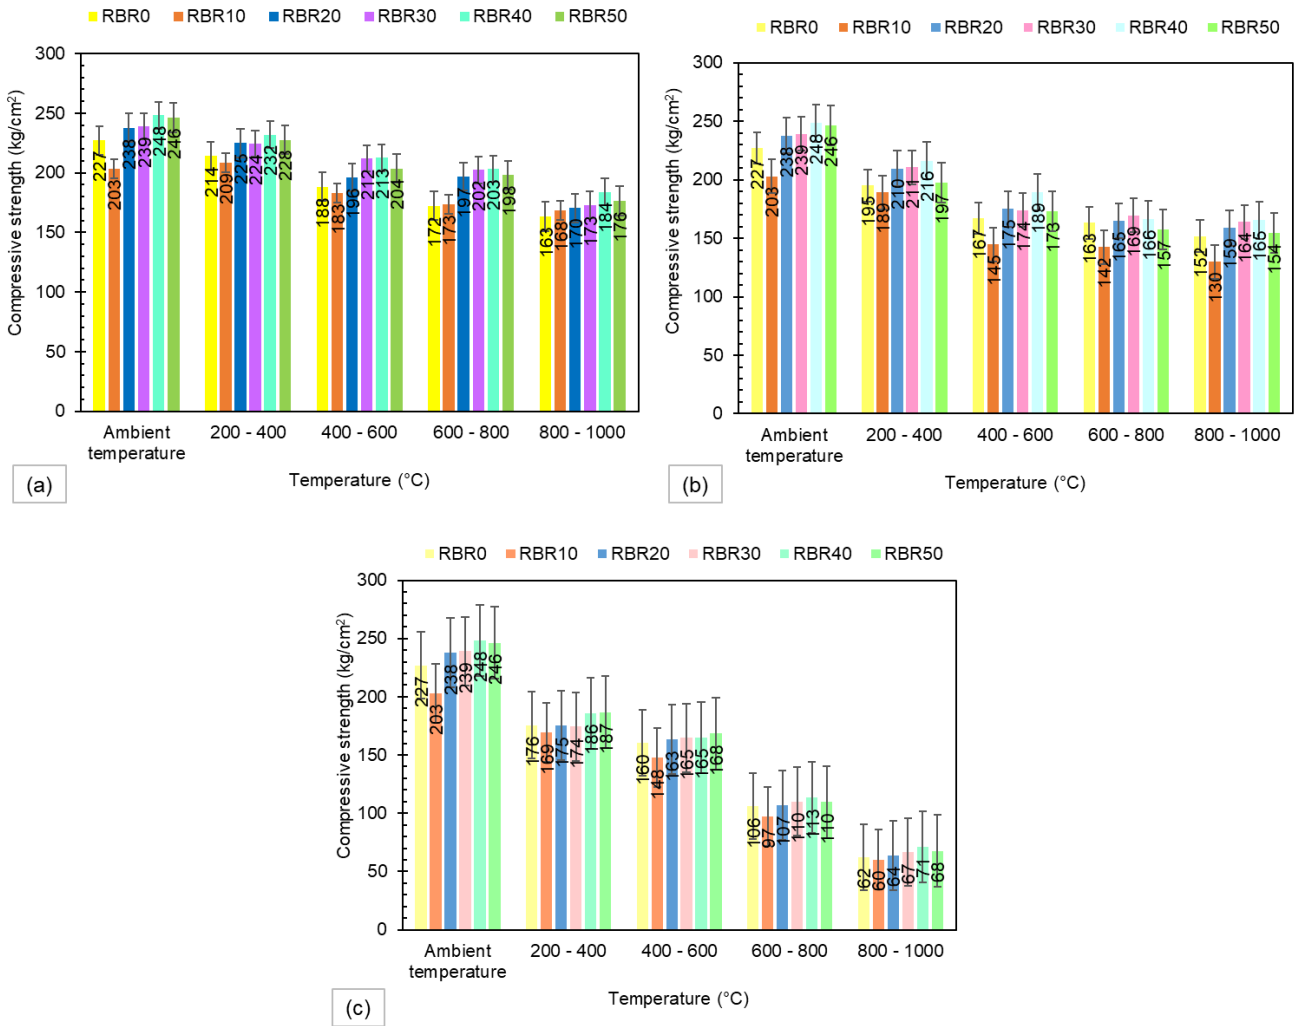 RBR0 RBR10 RBR20 RBR30 RBR40 RBR50
300
250
200
150
100
50
0
Compressive strength (kg/cm²)
227 203 238 239 248 246
214 209 225 224 232 228
188 183 196 212 213 204
172 173 197 202 203 198
163 168 170 173 184 176
Ambient temperature 200 - 400 400 - 600 600 - 800 800 - 1000
Temperature (°C)
(a)
RBR0 RBR10 RBR20 RBR30 RBR40 RBR50
300
250
200
150
100
50
0
Compressive strength (kg/cm²)
227 203 238 239 248 246
195 189 210 211 216 197
167 145 175 174 189 173
163 142 165 169 166 157
152 130 159 164 165 154
Ambient temperature 200 - 400 400 - 600 600 - 800 800 - 1000
Temperature (°C)
(b)
RBR0 RBR10 RBR20 RBR30 RBR40 RBR50
300
250
200
150
100
50
0
Compressive strength (kg/cm²)
227 203 238 239 248 246
176 169 175 174 186 187
160 148 163 165 165 168
106 97 107 110 113 110
62 60 64 67 71 68
Ambient temperature 200 - 400 400 - 600 600 - 800 800 - 1000
Temperature (°C)
(c)